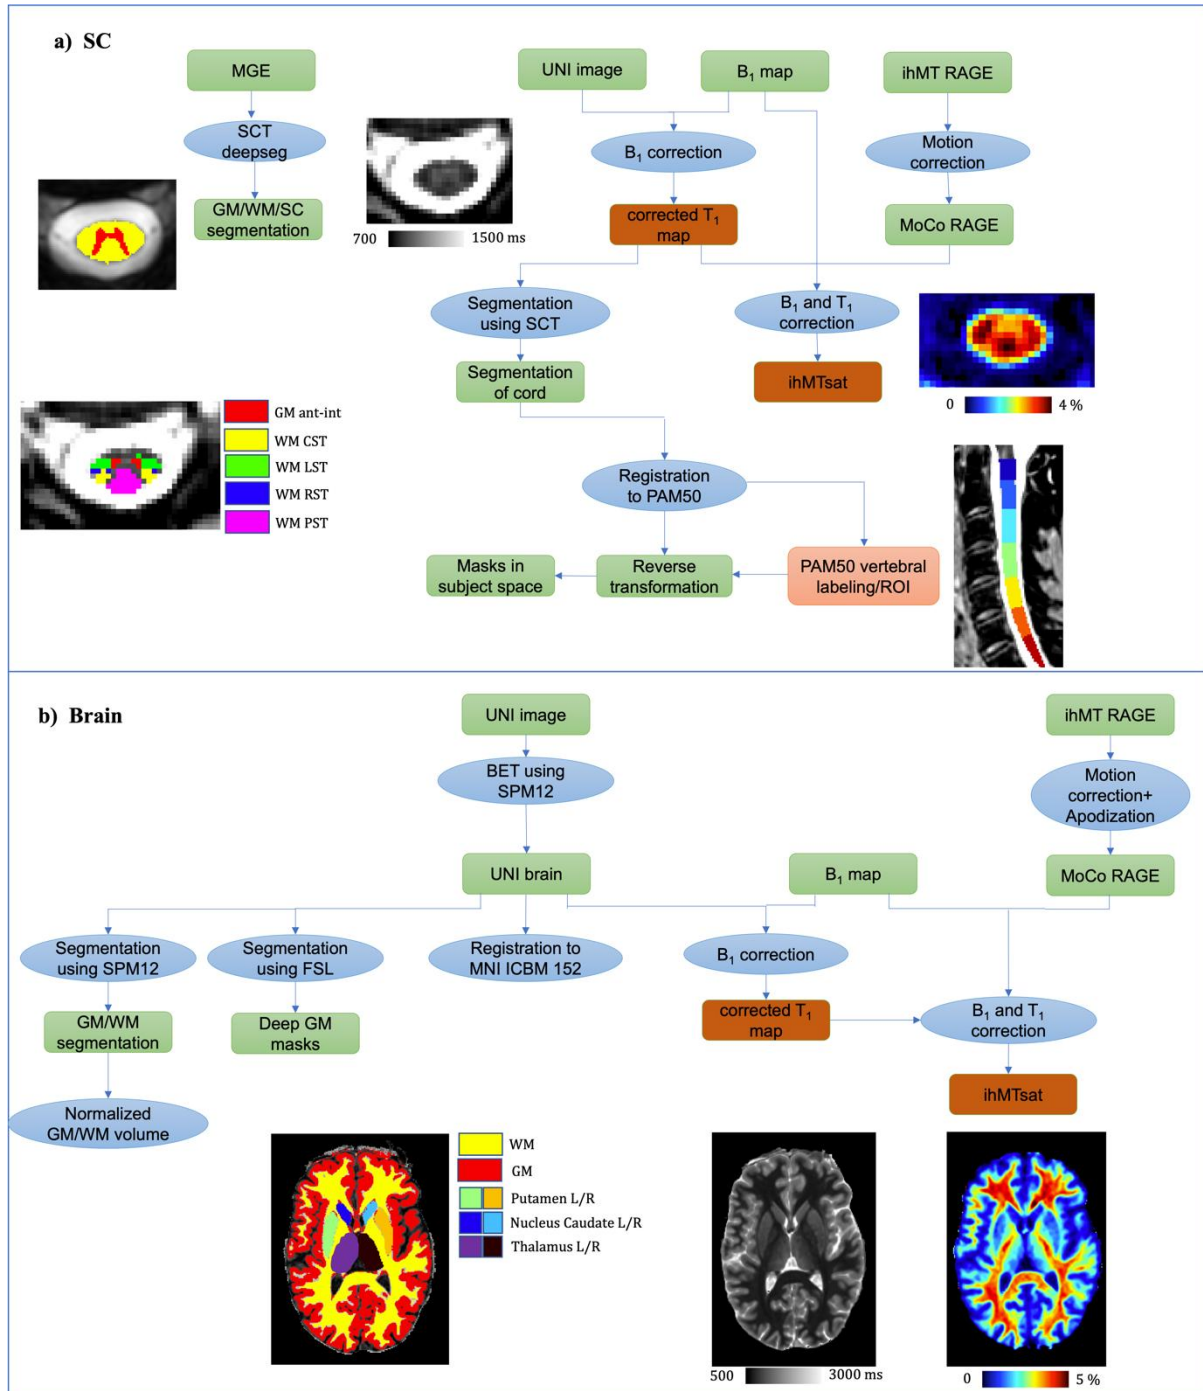 a) SC
MGE
UNI image
B₁ map
ihMT RAGE
SCT
deepseg
B₁ correction
Motion
correction
GM/WM/SC
segmentation
700
1500 ms
corrected T₁
map
MoCo RAGE
Segmentation
using SCT
B₁ and T₁
correction
Segmentation
of cord
ihMTsat
0
4 %
GM ant-int
WM CST
WM LST
WM RST
WM PST
Registration
to PAM50
Masks in
subject space
Reverse
transformation
PAM50 vertebral
labeling/ROI
b) Brain
UNI image
ihMT RAGE
BET using
SPM12
Motion
correction+
Apodization
UNI brain
B₁ map
MoCo RAGE
Segmentation
using SPM12
Segmentation
using FSL
Registration to
MNI ICBM 152
B₁ correction
GM/WM
segmentation
Deep GM
masks
corrected T₁
map
B₁ and T₁
correction
Normalized
GM/WM volume
ihMTsat
WM
GM
Putamen L/R
Nucleus Caudate L/R
Thalamus L/R
500
3000 ms
0
5 %